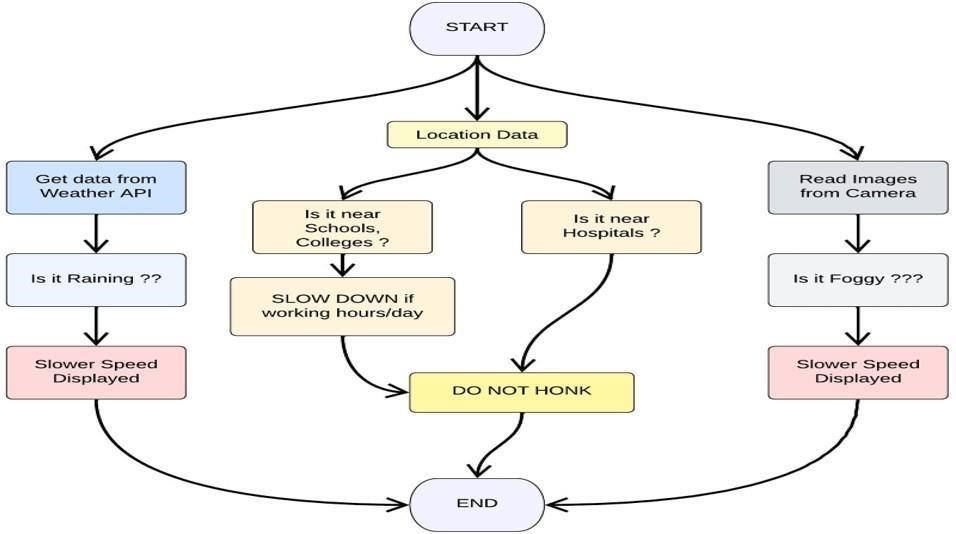 START
Location Data
Get data from
Weather API
Read Images
from Camera
Is it near
Schools,
Colleges ?
Is it near
Hospitals ?
Is it Raining ??
Is it Foggy ???
SLOW DOWN if
working hours/day
Slower Speed
Displayed
DO NOT HONK
Slower Speed
Displayed
END